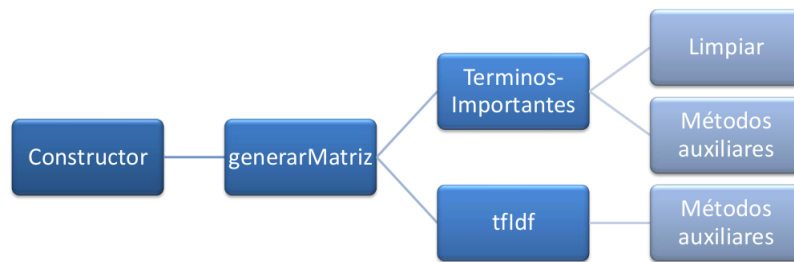 Constructor
generarMatriz
Terminos-
Importantes
Limpiar
Métodos
auxiliares
tfIdf
Métodos
auxiliares